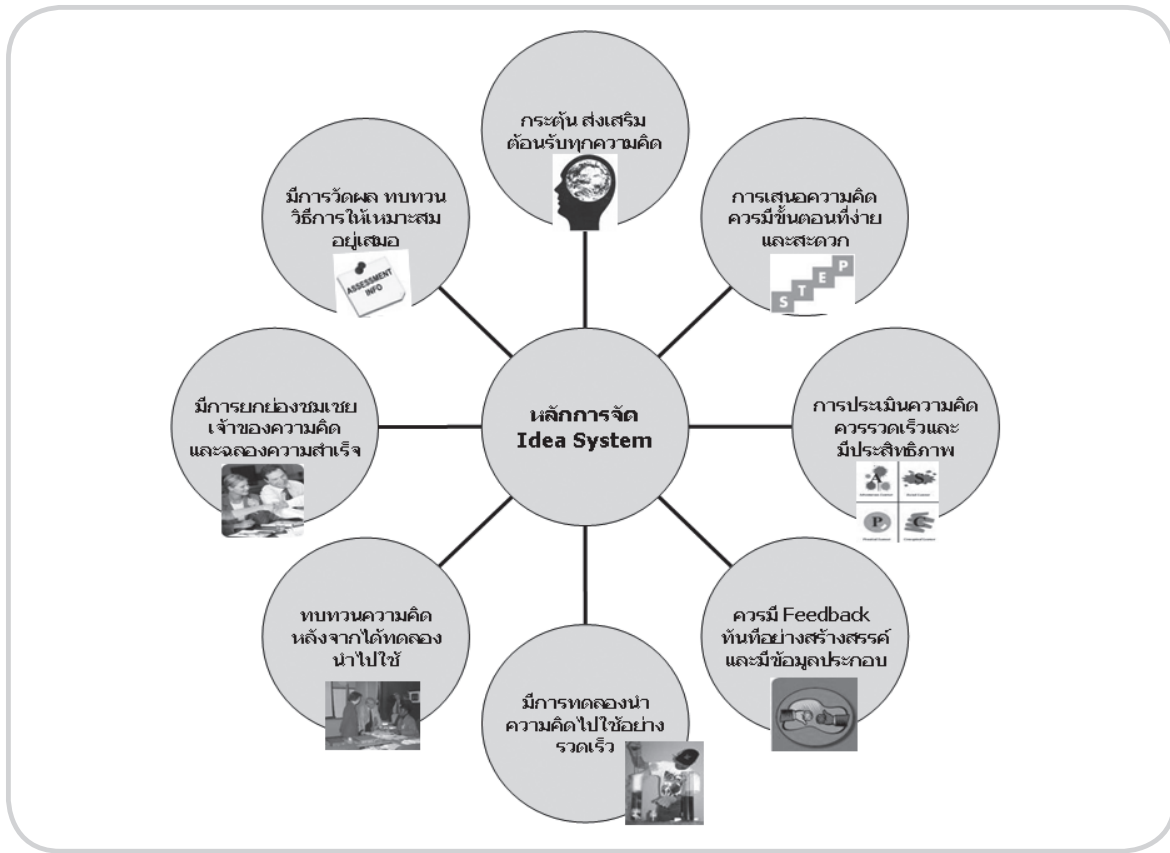 กระตุ้น ส่งเสริม
ต้อนรับทุกความคิด
การเสนอความคิด
ควรมีขั้นตอนที่ง่าย
และสะดวก
STEP
การประเมินความคิด
ควรรวดเร็วและ
มีประสิทธิภาพ
A
S
P
C
ควรมี Feedback
ทันทีอย่างสร้างสรรค์
และมีข้อมูลประกอบ
มีการทดลองนำ
ความคิดไปใช้อย่าง
รวดเร็ว
ทบทวนความคิด
หลังจากได้ทดลอง
นำไปใช้
มีการยกย่องชมเชย
เจ้าของความคิด
และฉลองความสำเร็จ
มีการวัดผล ทบทวน
วิธีการให้เหมาะสม
อยู่เสมอ
ASSESSMENT
INFO
หลักการจัด
Idea System